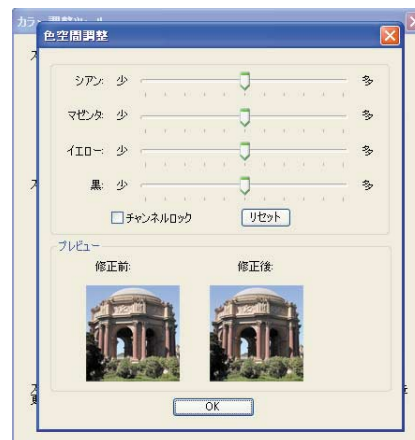 色空間調整
シアン: 少 多
マゼンタ: 少 多
イエロー: 少 多
黒: 少 多
チャンネルロック リセット
プレビュー
修正前: 修正後:
OK